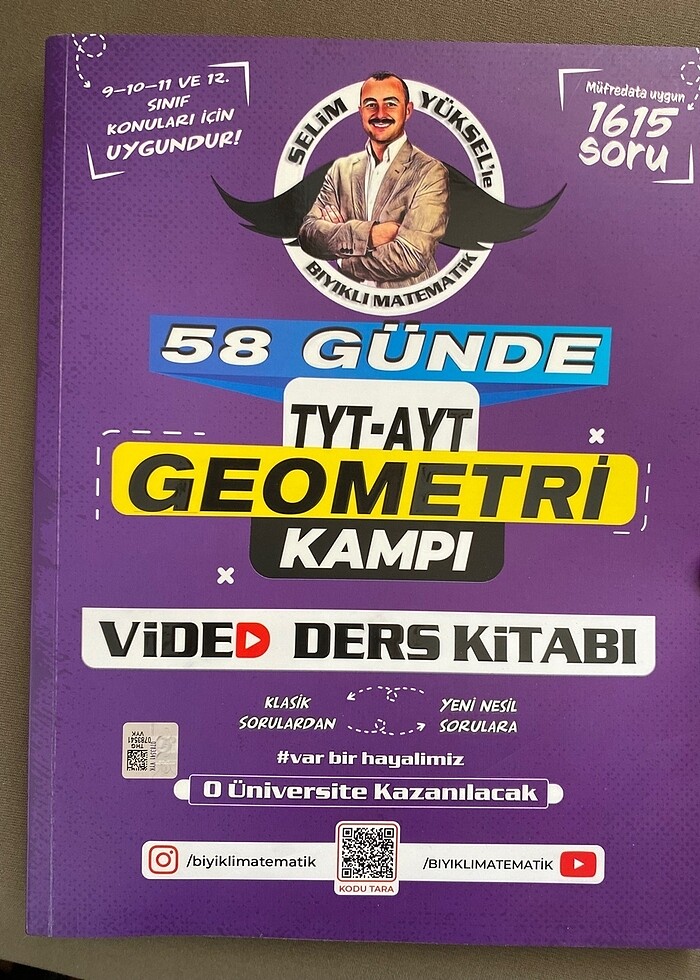 9-10-11 VE 12.
SINIF
KONULARI İÇİN
UYGUNDUR!
SELİM YÜKSEL'le
BIYIKLI MATEMATİK
Müfredata uygun
1615
soru
58 GÜNDE
TYT-AYT
GEOMETRİ
KAMPI
VİDEO DERS KİTABI
KLASİK
SORULARDAN
YENİ NESİL
SORULARA
#var bir hayalimiz
O Üniversite Kazanılacak
/biyiklimatematik
KODU TARA
/BIYIKLIMATEMATİK